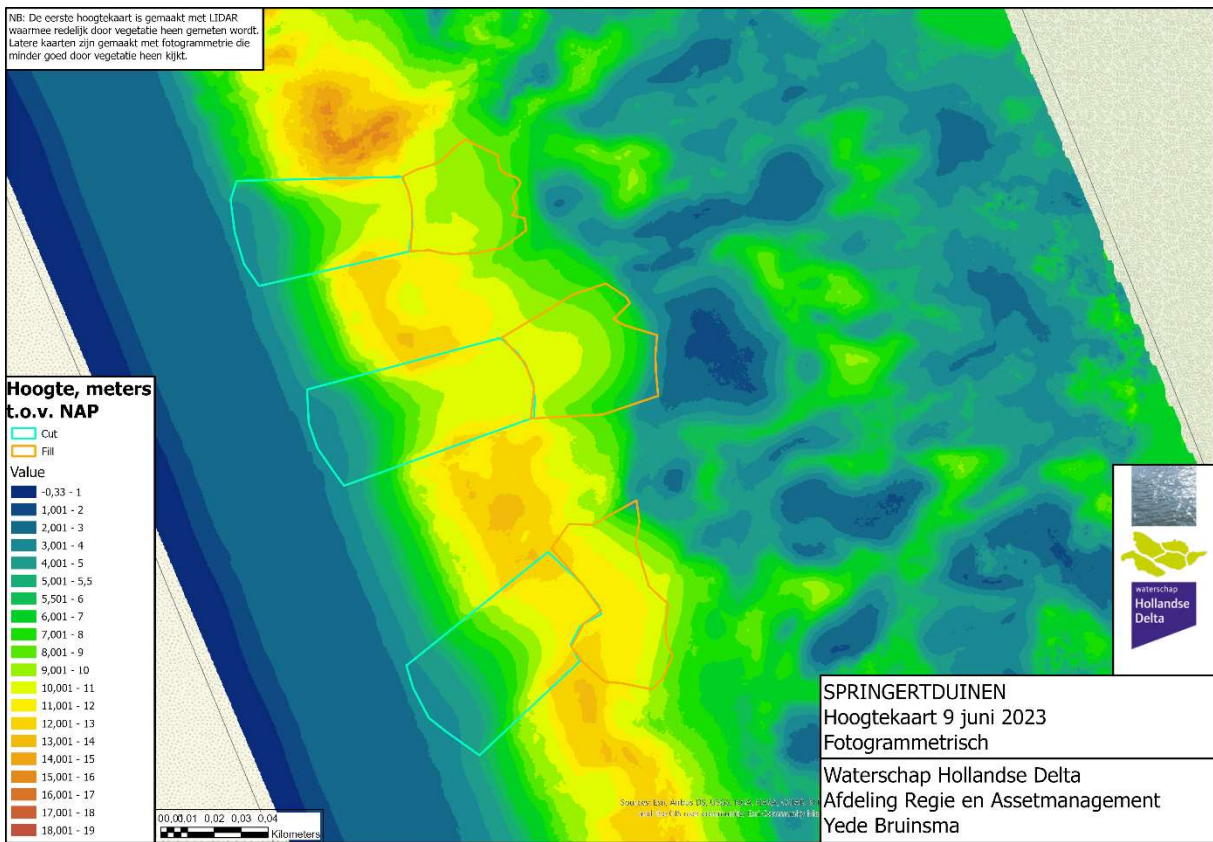 NB: De eerste hoogtekaart is gemaakt met LIDAR
waarmee redelijk door vegetatie heen gemeten wordt.
Latere kaarten zijn gemaakt met fotogrammetrie die
minder goed door vegetatie heen kijkt.
Hoogte, meters
t.o.v. NAP
Cut
Fill
Value
-0,33 - 1
1,001 - 2
2,001 - 3
3,001 - 4
4,001 - 5
5,001 - 5,5
5,501 - 6
6,001 - 7
7,001 - 8
8,001 - 9
9,001 - 10
10,001 - 11
11,001 - 12
12,001 - 13
13,001 - 14
14,001 - 15
15,001 - 16
16,001 - 17
17,001 - 18
18,001 - 19
0,01 0,02 0,03 0,04
Kilometers
Sources: Esri, Airbus DS, USGS,
waterschap
Hollandse
Delta
SPRINGERTDUINEN
Hoogtekaart 9 juni 2023
Fotogrammetrisch
Waterschap Hollandse Delta
Afdeling Regie en Assetmanagement
Yede Bruinsma